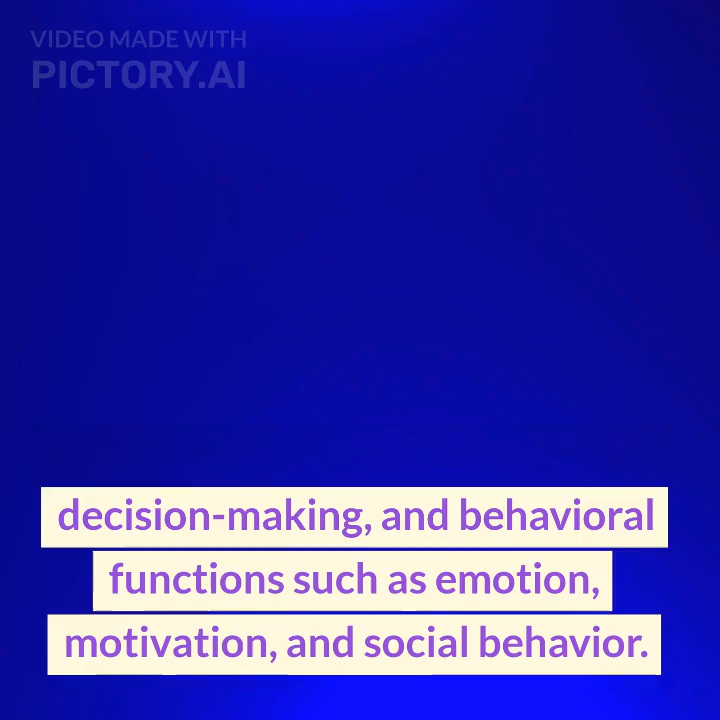 VIDEO MADE WITH
PICTORY.AI
decision-making, and behavioral
functions such as emotion,
motivation, and social behavior.